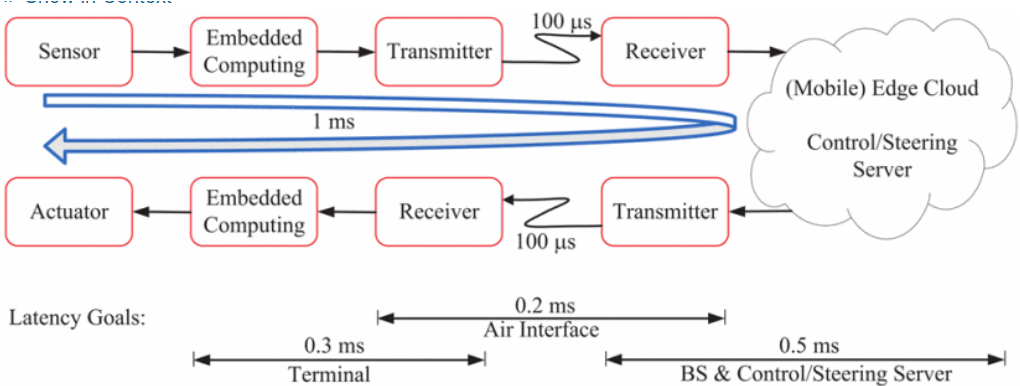 Sensor
Embedded
Computing
Transmitter
100 µs
Receiver
(Mobile) Edge Cloud
Control/Steering
Server
1 ms
Actuator
Embedded
Computing
Receiver
100 µs
Transmitter
Latency Goals:
0.2 ms
Air Interface
0.3 ms
Terminal
0.5 ms
BS & Control/Steering Server